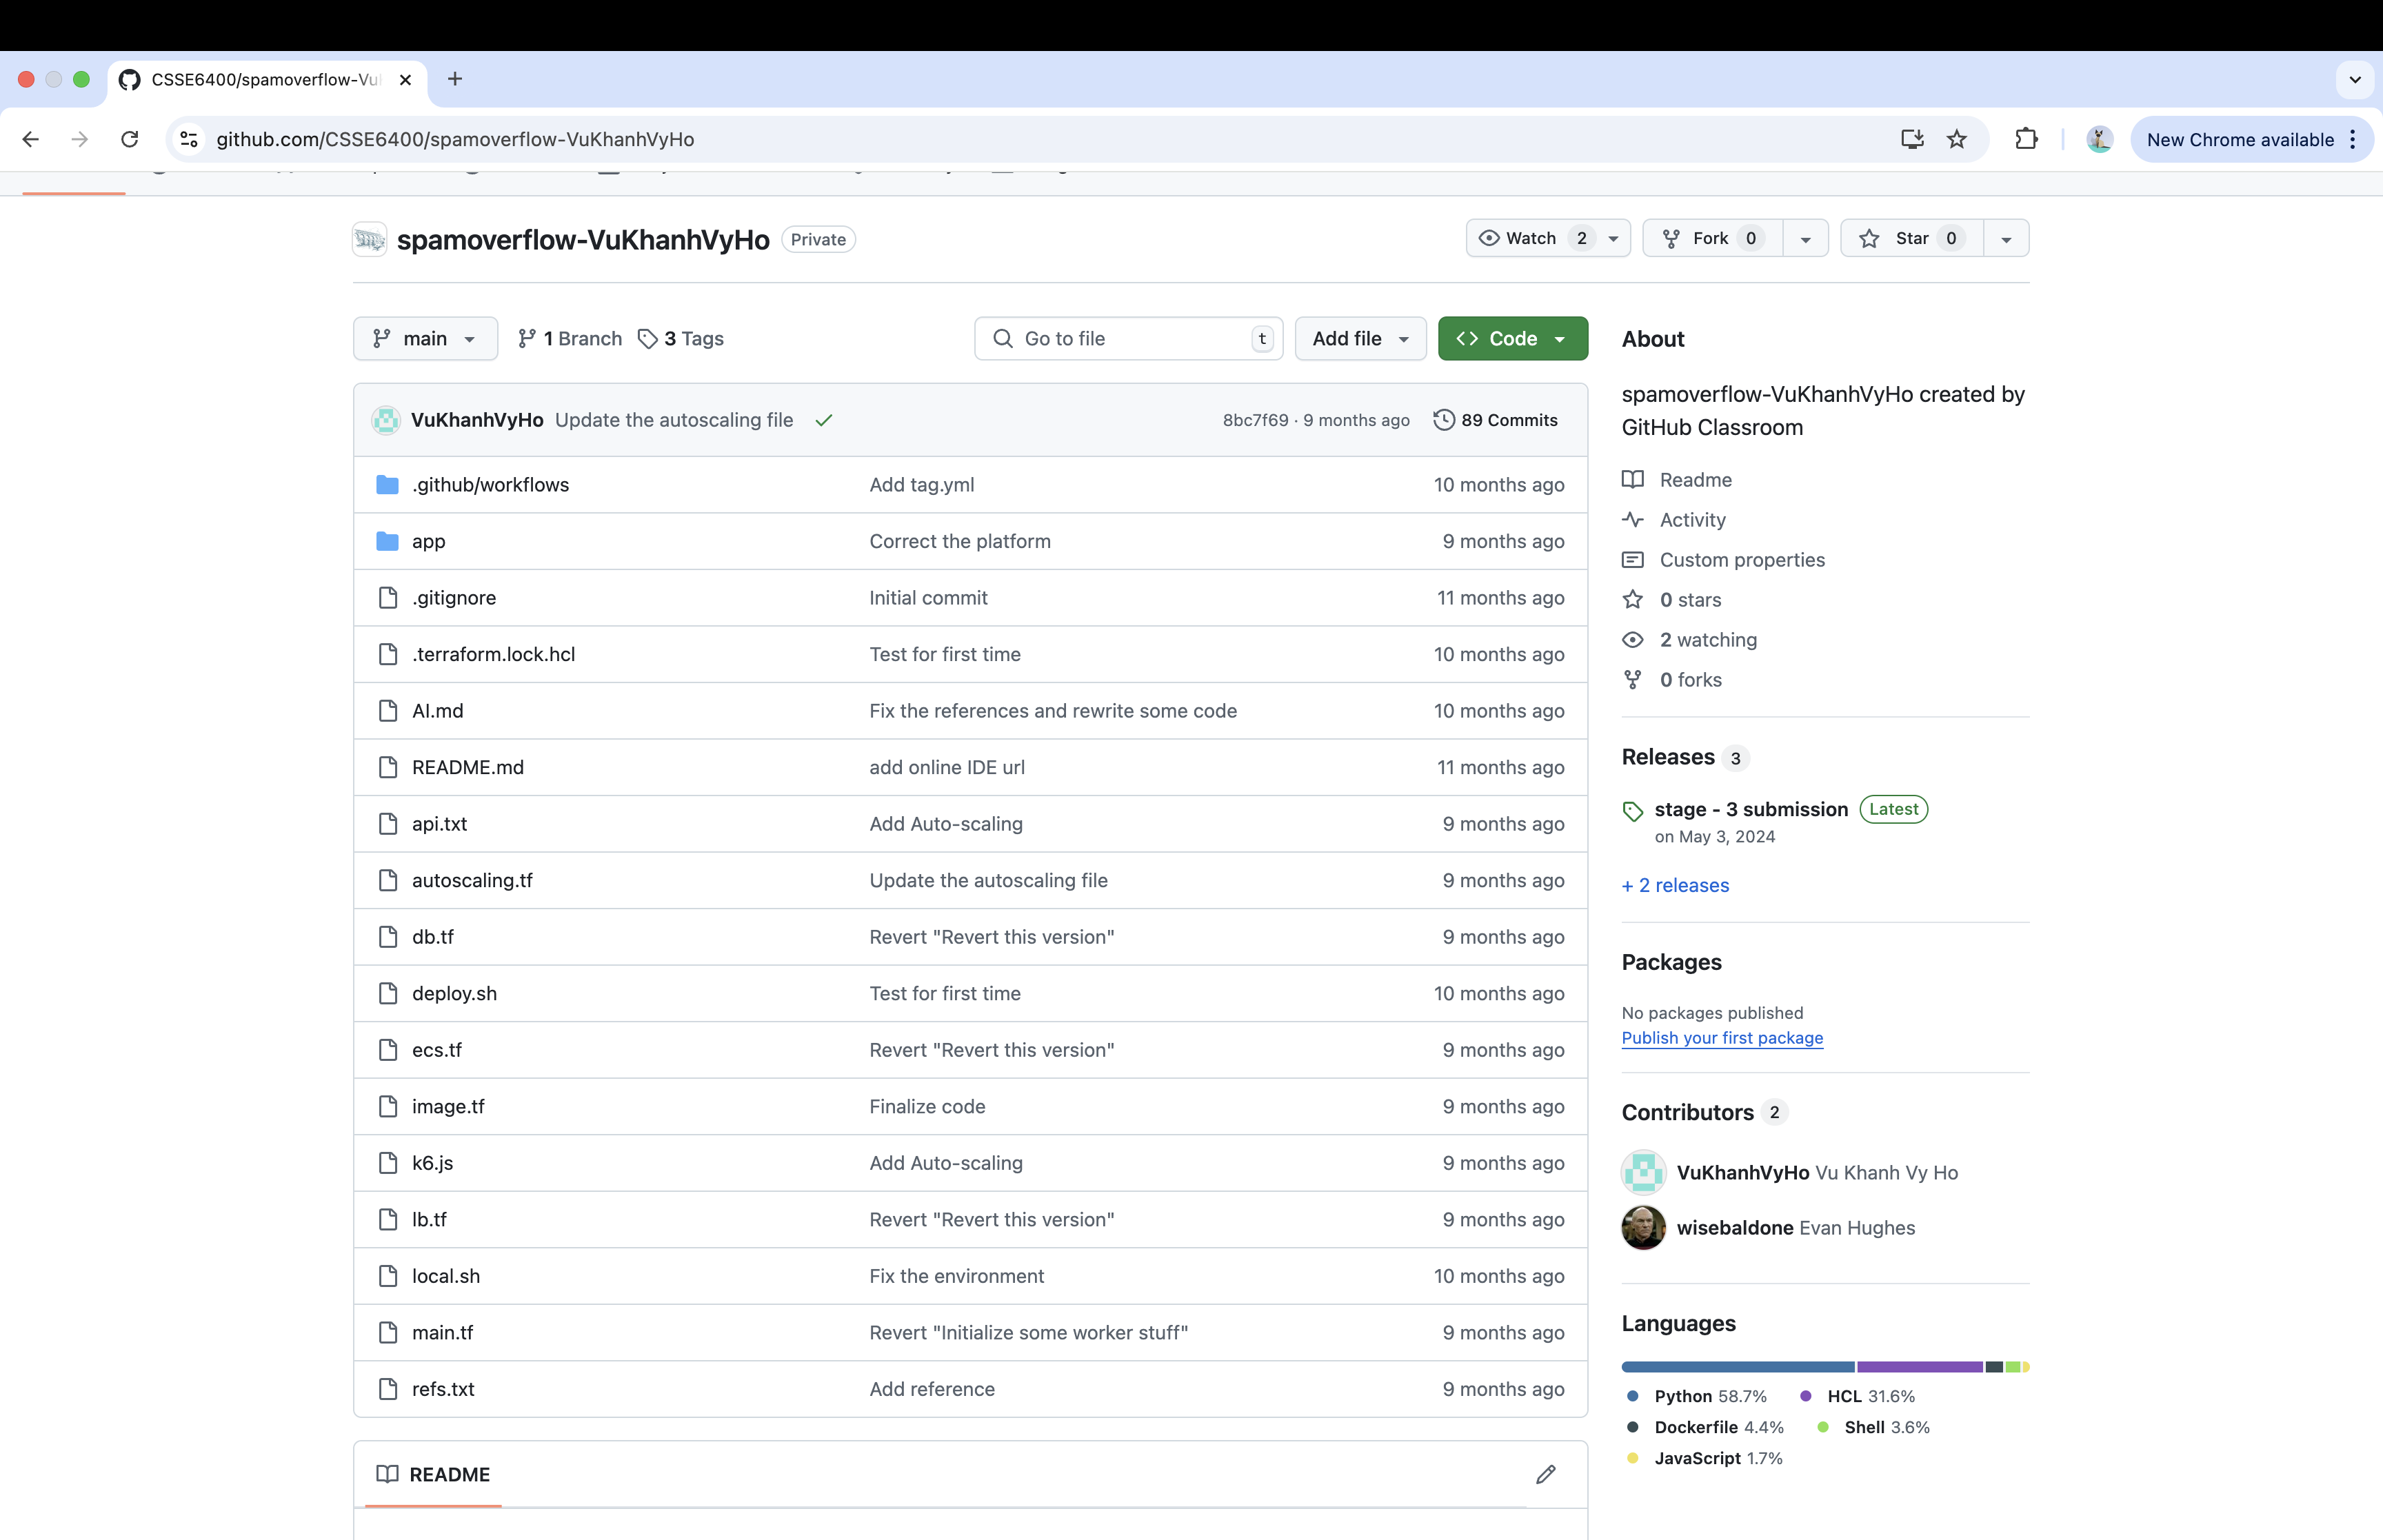 CSSE6400/spamoverflow-Vu
github.com/CSSE6400/spamoverflow-VuKhanhVyHo
New Chrome available
spamoverflow-VuKhanhVyHo Private
Watch 2
Fork 0
Star 0
main
1 Branch
3 Tags
Go to file t
Add file
Code
VuKhanhVyHo Update the autoscaling file 8bc7f69 · 9 months ago 89 Commits
.github/workflows Add tag.yml 10 months ago
app Correct the platform 9 months ago
.gitignore Initial commit 11 months ago
.terraform.lock.hcl Test for first time 10 months ago
AI.md Fix the references and rewrite some code 10 months ago
README.md add online IDE url 11 months ago
api.txt Add Auto-scaling 9 months ago
autoscaling.tf Update the autoscaling file 9 months ago
db.tf Revert "Revert this version" 9 months ago
deploy.sh Test for first time 10 months ago
ecs.tf Revert "Revert this version" 9 months ago
image.tf Finalize code 9 months ago
k6.js Add Auto-scaling 9 months ago
lb.tf Revert "Revert this version" 9 months ago
local.sh Fix the environment 10 months ago
main.tf Revert "Initialize some worker stuff" 9 months ago
refs.txt Add reference 9 months ago
README
About
spamoverflow-VuKhanhVyHo created by
GitHub Classroom
Readme
Activity
Custom properties
0 stars
2 watching
0 forks
Releases 3
stage - 3 submission Latest
on May 3, 2024
+ 2 releases
Packages
No packages published
Publish your first package
Contributors 2
VuKhanhVyHo Vu Khanh Vy Ho
wisebaldone Evan Hughes
Languages
Python 58.7% HCL 31.6%
Dockerfile 4.4% Shell 3.6%
JavaScript 1.7%